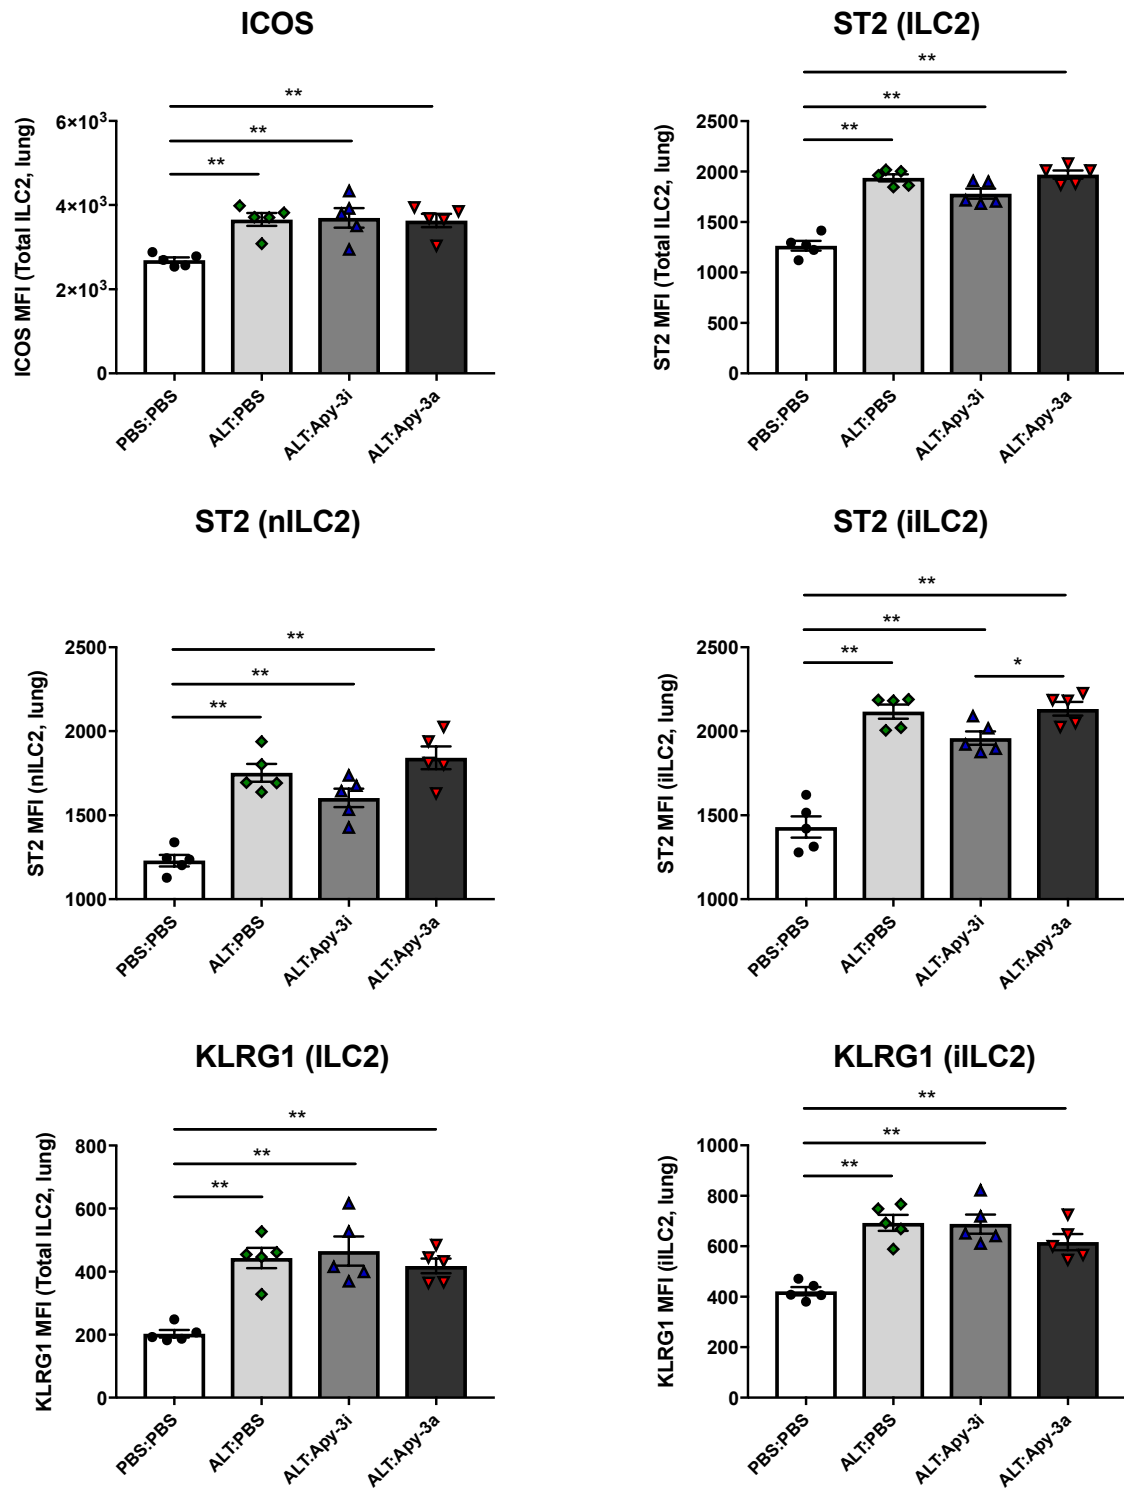 ICOS
**
**
**
ICOS MFI (Total ILC2, lung)
6×10³
4×10³
2×10³
0
PBS:PBS
ALT:PBS
ALT:Apy-3i
ALT:Apy-3a
ST2 (ILC2)
**
**
**
ST2 MFI (Total ILC2, lung)
2500
2000
1500
1000
500
0
PBS:PBS
ALT:PBS
ALT:Apy-3i
ALT:Apy-3a
ST2 (nILC2)
**
**
**
ST2 MFI (nILC2, lung)
2500
2000
1500
1000
PBS:PBS
ALT:PBS
ALT:Apy-3i
ALT:Apy-3a
ST2 (iILC2)
**
**
**
*
ST2 MFI (iILC2, lung)
2500
2000
1500
1000
PBS:PBS
ALT:PBS
ALT:Apy-3i
ALT:Apy-3a
KLRG1 (ILC2)
**
**
**
KLRG1 MFI (Total ILC2, lung)
800
600
400
200
0
PBS:PBS
ALT:PBS
ALT:Apy-3i
ALT:Apy-3a
KLRG1 (iILC2)
**
**
**
KLRG1 MFI (iILC2, lung)
1000
800
600
400
200
0
PBS:PBS
ALT:PBS
ALT:Apy-3i
ALT:Apy-3a